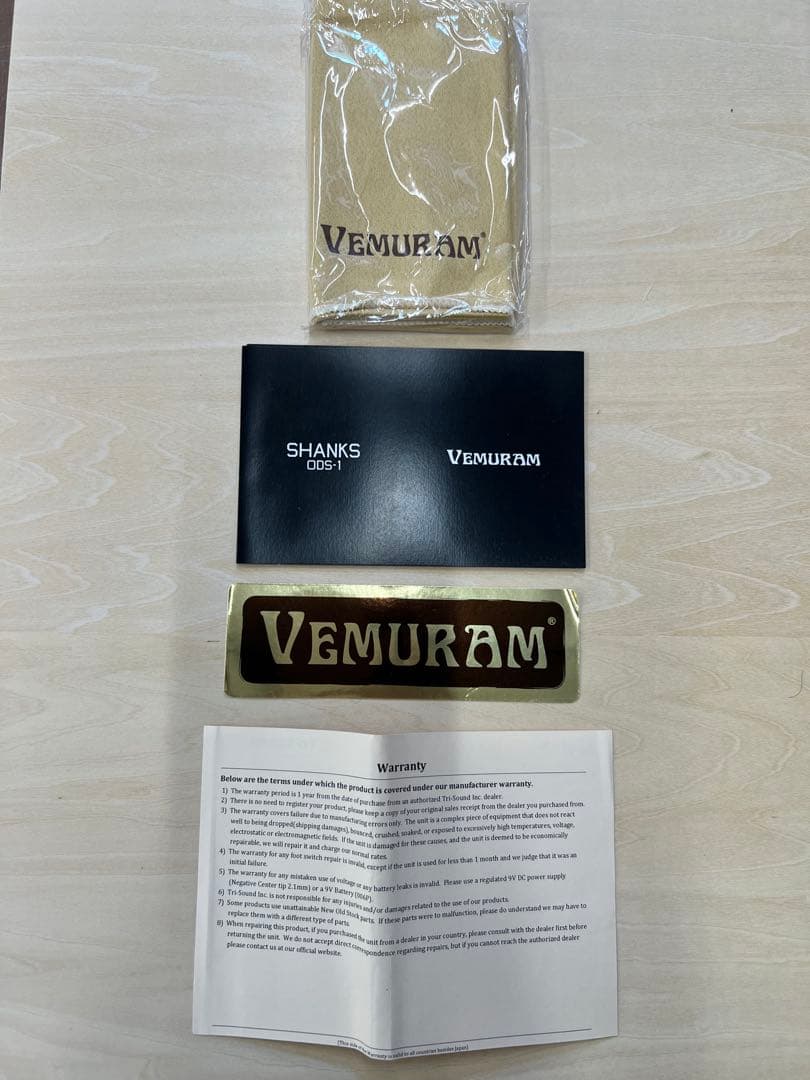 VEMURAM®
SHANKS
ODS-1
VEMURAM
VEMURAM®
Warranty
Below are the terms under which the product is covered under our manufacturer warranty.
1) The warranty period is 1 year from the date of purchase from an authorized Tri-Sound Inc. dealer.
2) There is no need to register your product, please keep a copy of your original sales receipt from the dealer you purchased from.
3) The warranty covers failure due to manufacturing errors only. The unit is a complex piece of equipment that does not react
well to being dropped(shipping damages), bounced, crushed, soaked, or exposed to excessively high temperatures, voltage,
electrostatic or electromagnetic fields. If the unit is damaged for these causes, and the unit is deemed to be economically
repairable, we will repair it and charge our normal rates.
4) The warranty for any foot switch repair is invalid, except if the unit is used for less than 1 month and we judge that it was an
initial failure.
5) The warranty for any mistaken use of voltage or any battery leaks is invalid. Please use a regulated 9V DC power supply
(Negative Center tip 2.1mm) or a 9V Battery (006P).
6) Tri-Sound Inc. is not responsible for any injuries and/or damages related to the use of our products.
7) Some products use unattainable New Old Stock parts. If these parts were to malfunction, please do understand we may have to
replace them with a different type of parts.
8) When repairing this product, if you purchased the unit from a dealer in your country, please consult with the dealer first before
returning the unit. We do not accept direct correspondence regarding repairs, but if you cannot reach the authorized dealer
please contact us at our official website.
(This side of the Warranty is valid to all countries besides Japan)